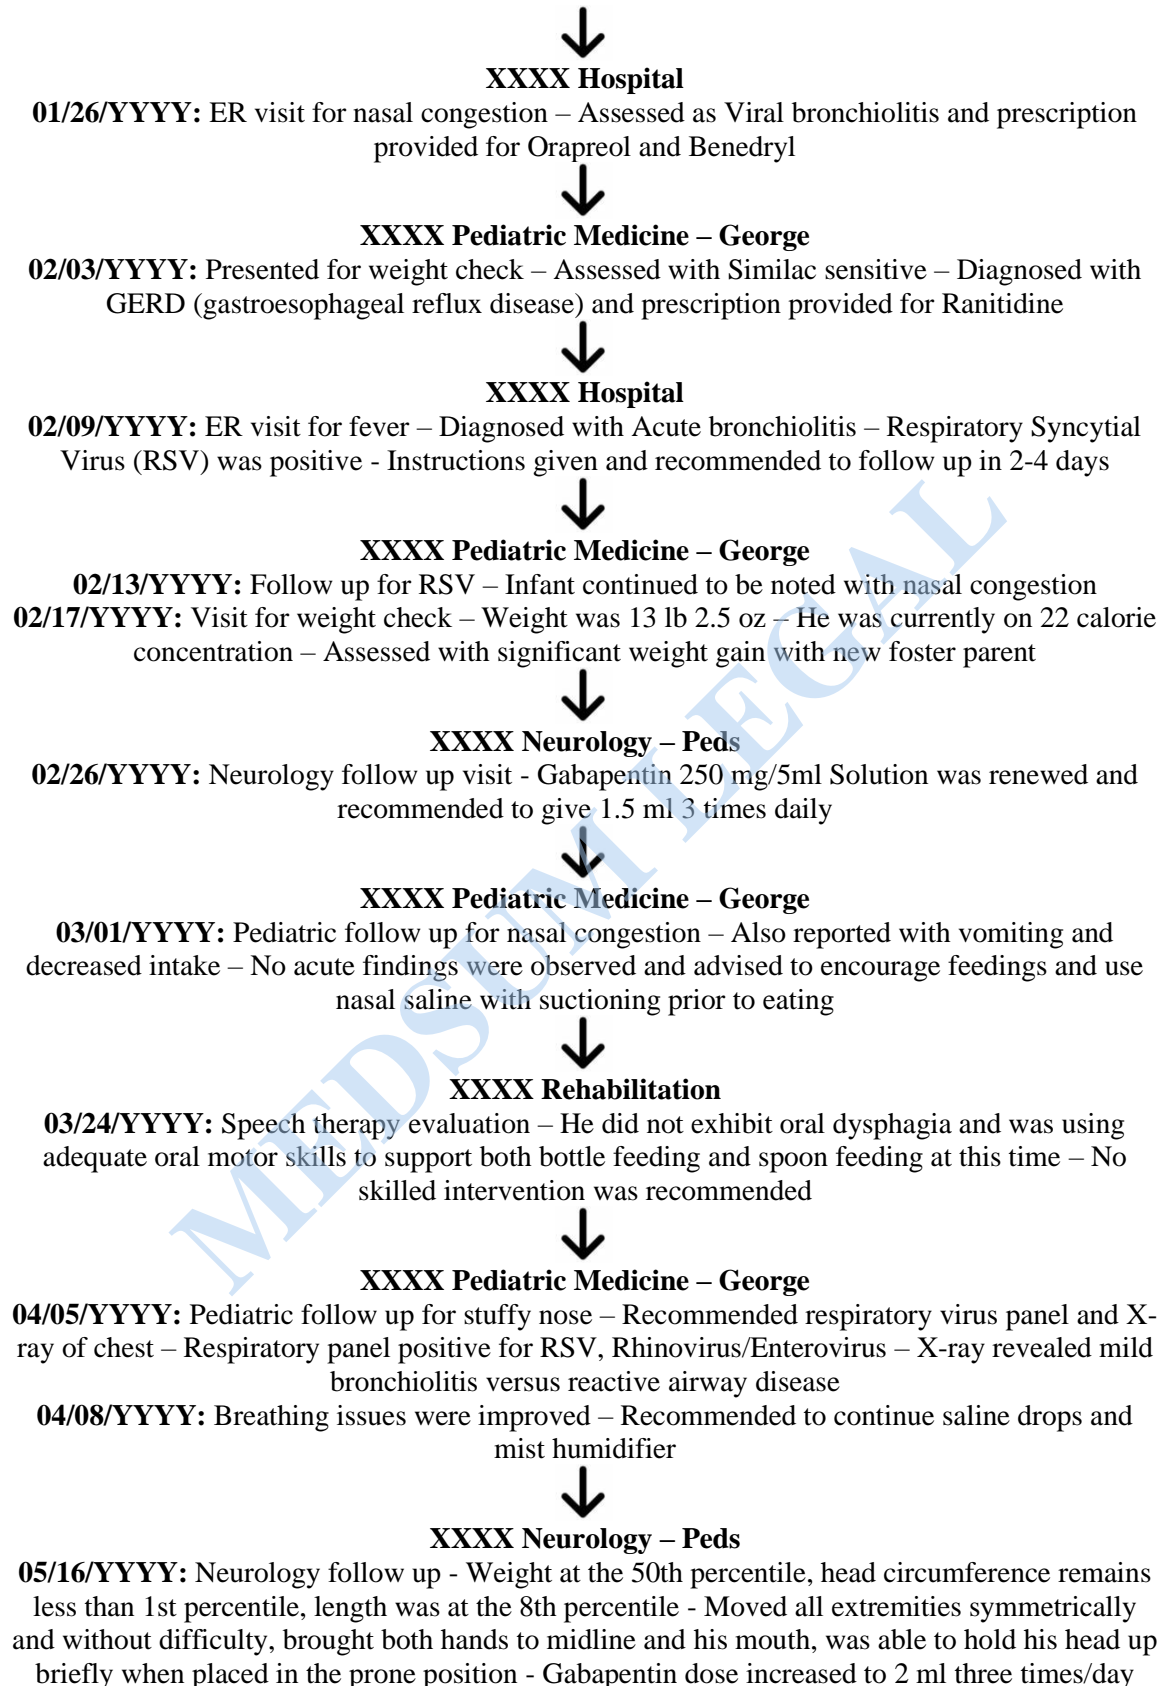 XXXX Hospital
01/26/YYYY: ER visit for nasal congestion – Assessed as Viral bronchiolitis and prescription
provided for Orapreol and Benedryl
XXXX Pediatric Medicine – George
02/03/YYYY: Presented for weight check – Assessed with Similac sensitive – Diagnosed with
GERD (gastroesophageal reflux disease) and prescription provided for Ranitidine
XXXX Hospital
02/09/YYYY: ER visit for fever – Diagnosed with Acute bronchiolitis – Respiratory Syncytial
Virus (RSV) was positive - Instructions given and recommended to follow up in 2-4 days
XXXX Pediatric Medicine – George
02/13/YYYY: Follow up for RSV – Infant continued to be noted with nasal congestion
02/17/YYYY: Visit for weight check – Weight was 13 lb 2.5 oz – He was currently on 22 calorie
concentration – Assessed with significant weight gain with new foster parent
XXXX Neurology – Peds
02/26/YYYY: Neurology follow up visit - Gabapentin 250 mg/5ml Solution was renewed and
recommended to give 1.5 ml 3 times daily
XXXX Pediatric Medicine – George
03/01/YYYY: Pediatric follow up for nasal congestion – Also reported with vomiting and
decreased intake – No acute findings were observed and advised to encourage feedings and use
nasal saline with suctioning prior to eating
XXXX Rehabilitation
03/24/YYYY: Speech therapy evaluation – He did not exhibit oral dysphagia and was using
adequate oral motor skills to support both bottle feeding and spoon feeding at this time – No
skilled intervention was recommended
XXXX Pediatric Medicine – George
04/05/YYYY: Pediatric follow up for stuffy nose – Recommended respiratory virus panel and X-
ray of chest – Respiratory panel positive for RSV, Rhinovirus/Enterovirus – X-ray revealed mild
bronchiolitis versus reactive airway disease
04/08/YYYY: Breathing issues were improved – Recommended to continue saline drops and
mist humidifier
XXXX Neurology – Peds
05/16/YYYY: Neurology follow up - Weight at the 50th percentile, head circumference remains
less than 1st percentile, length was at the 8th percentile - Moved all extremities symmetrically
and without difficulty, brought both hands to midline and his mouth, was able to hold his head up
briefly when placed in the prone position - Gabapentin dose increased to 2 ml three times/day
MEDSUM LEGAL